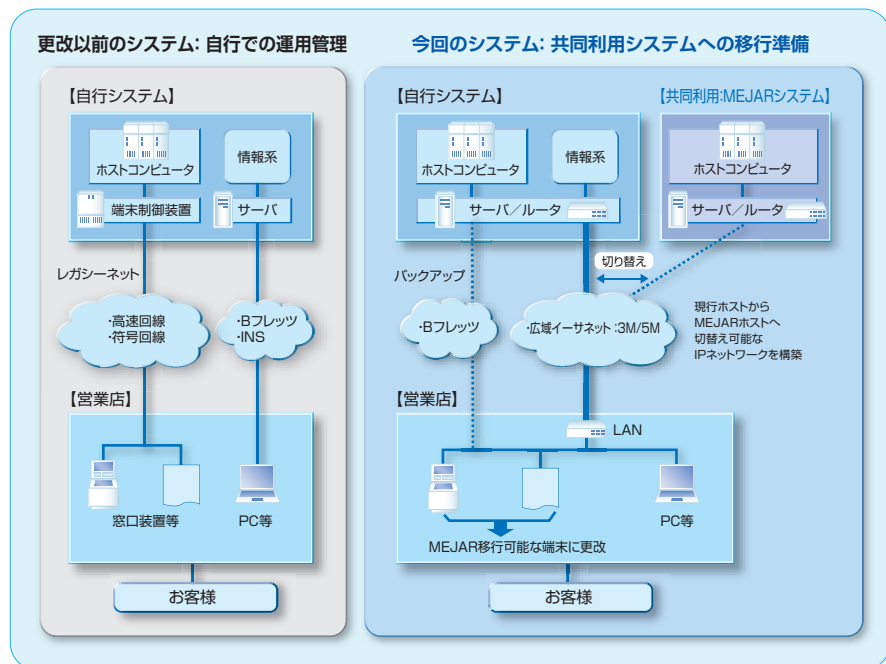 更改以前のシステム: 自行での運用管理
【自行システム】
ホストコンピュータ
情報系
端末制御装置
サーバ
レガシーネット
・高速回線
・符号回線
・Bフレッツ
・INS
【営業店】
窓口装置等
PC等
お客様
今回のシステム: 共同利用システムへの移行準備
【自行システム】
【共同利用:MEJARシステム】
ホストコンピュータ
情報系
ホストコンピュータ
サーバ／ルータ
サーバ／ルータ
切り替え
バックアップ
・Bフレッツ
・広域イーサネット:3M/5M
現行ホストから
MEJARホストへ
切替え可能な
IPネットワークを構築
【営業店】
LAN
PC等
MEJAR移行可能な端末に更改
お客様